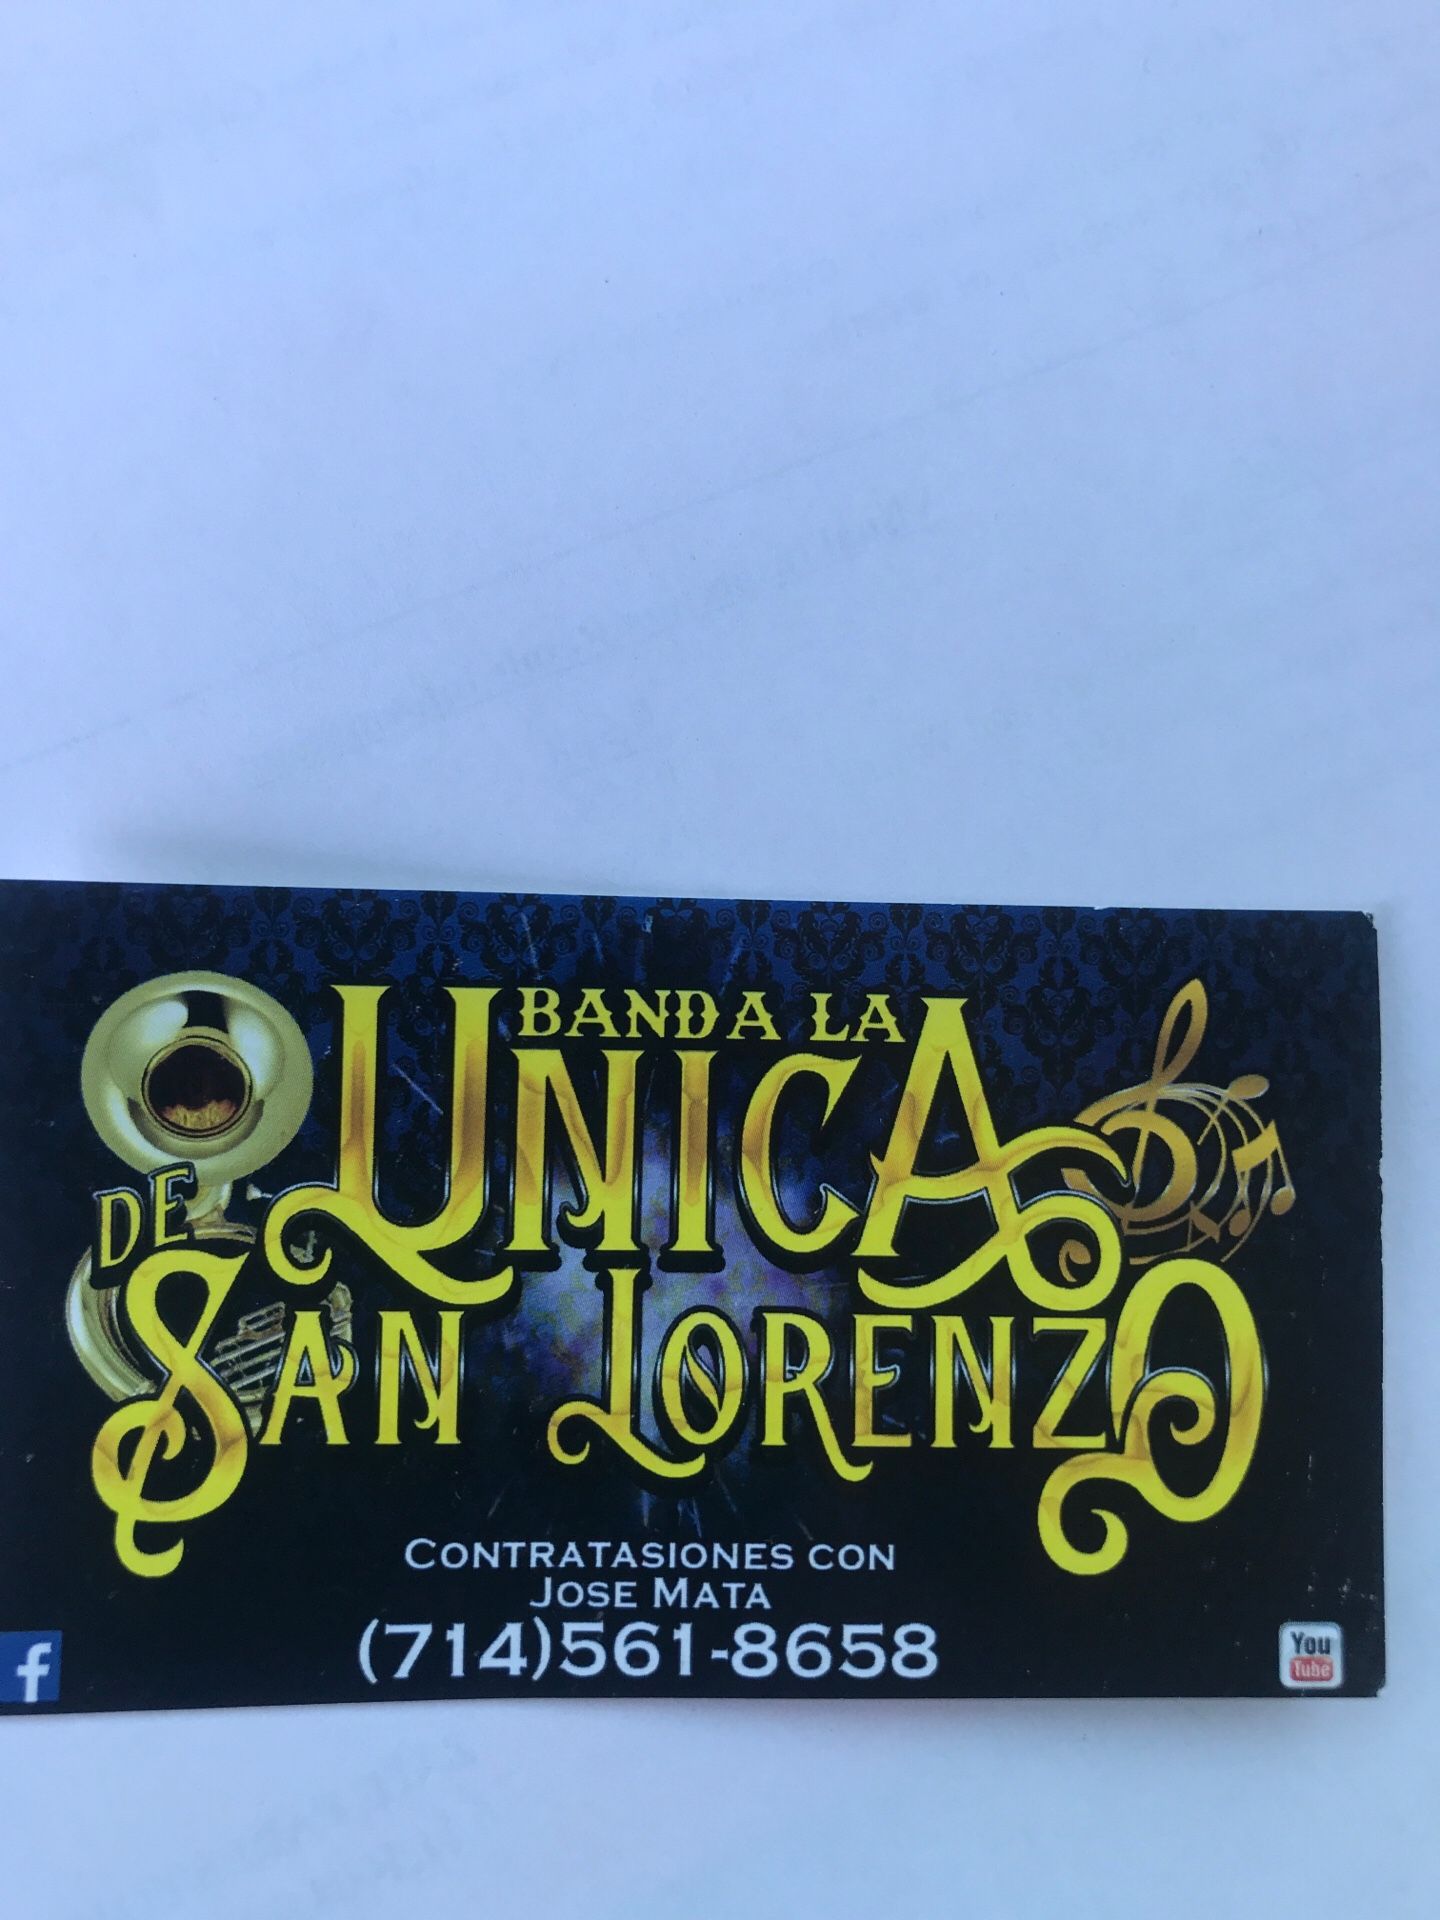 BANDA LA
UNICA
DE
SAN LORENZO
CONTRATASIONES CON
JOSE MATA
(714)561-8658
f
You
Tube